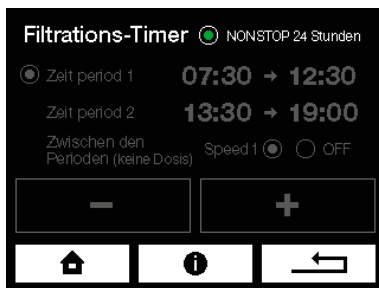 Filtrations-Timer NONSTOP 24 Stunden
Zeit period 1 07:30 → 12:30
Zeit period 2 13:30 → 19:00
Zwischen den
Perioden (keine Dosis) Speed 1 OFF
− +